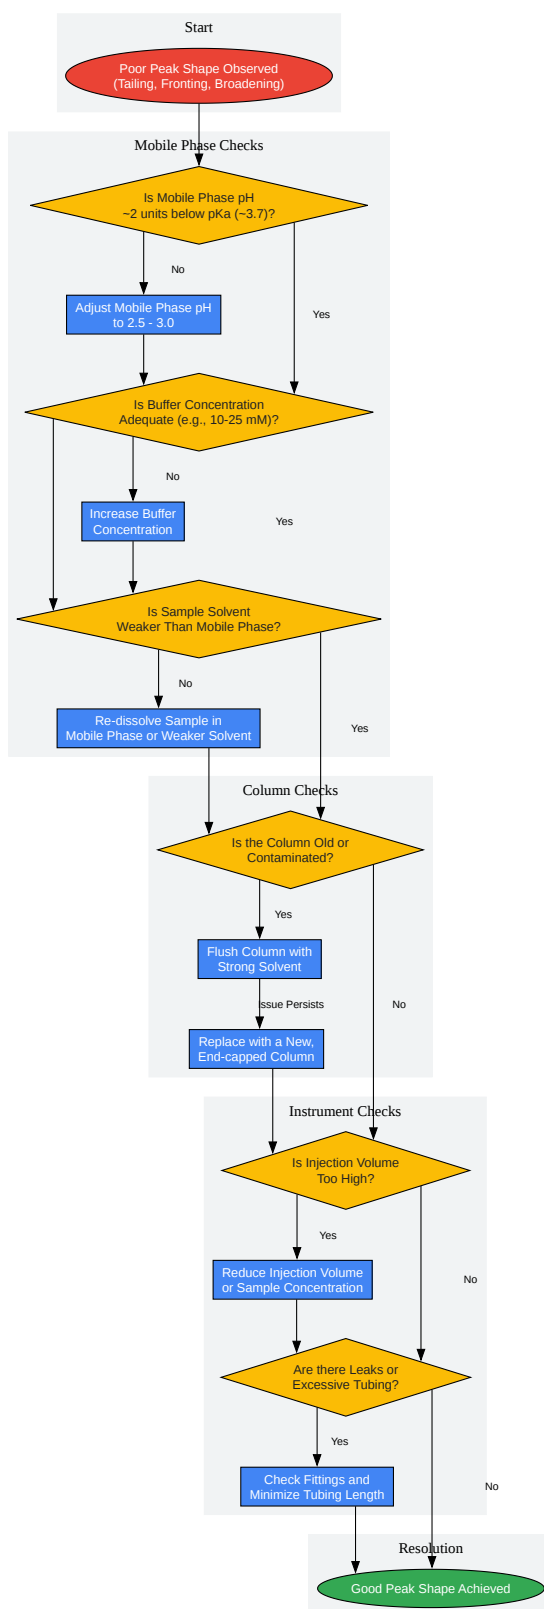 Start
Poor Peak Shape Observed
(Tailing, Fronting, Broadening)
Mobile Phase Checks
Is Mobile Phase pH
~2 units below pKa (~3.7)?
No
Yes
Adjust Mobile Phase pH
to 2.5 - 3.0
Is Buffer Concentration
Adequate (e.g., 10-25 mM)?
No
Increase Buffer
Concentration
Yes
Is Sample Solvent
Weaker Than Mobile Phase?
No
Re-dissolve Sample in
Mobile Phase or Weaker Solvent
Yes
Column Checks
Is the Column Old or
Contaminated?
Yes
Flush Column with
Strong Solvent
Issue Persists
No
Replace with a New,
End-capped Column
Instrument Checks
Is Injection Volume
Too High?
Yes
Reduce Injection Volume
or Sample Concentration
No
Are there Leaks or
Excessive Tubing?
Yes
Check Fittings and
Minimize Tubing Length
No
Resolution
Good Peak Shape Achieved